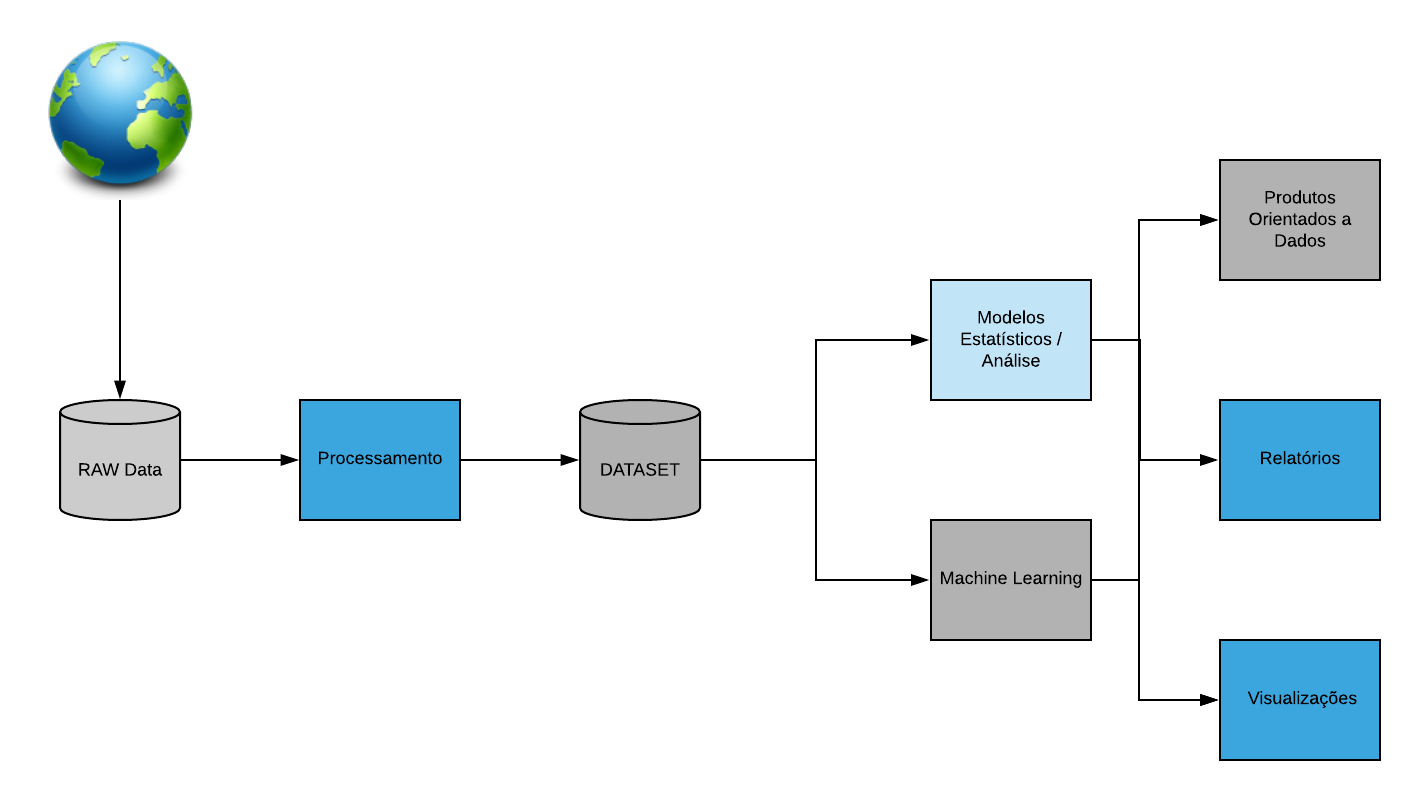 RAW Data
Processamento
DATASET
Modelos
Estatísticos /
Análise
Machine Learning
Produtos
Orientados a
Dados
Relatórios
Visualizações